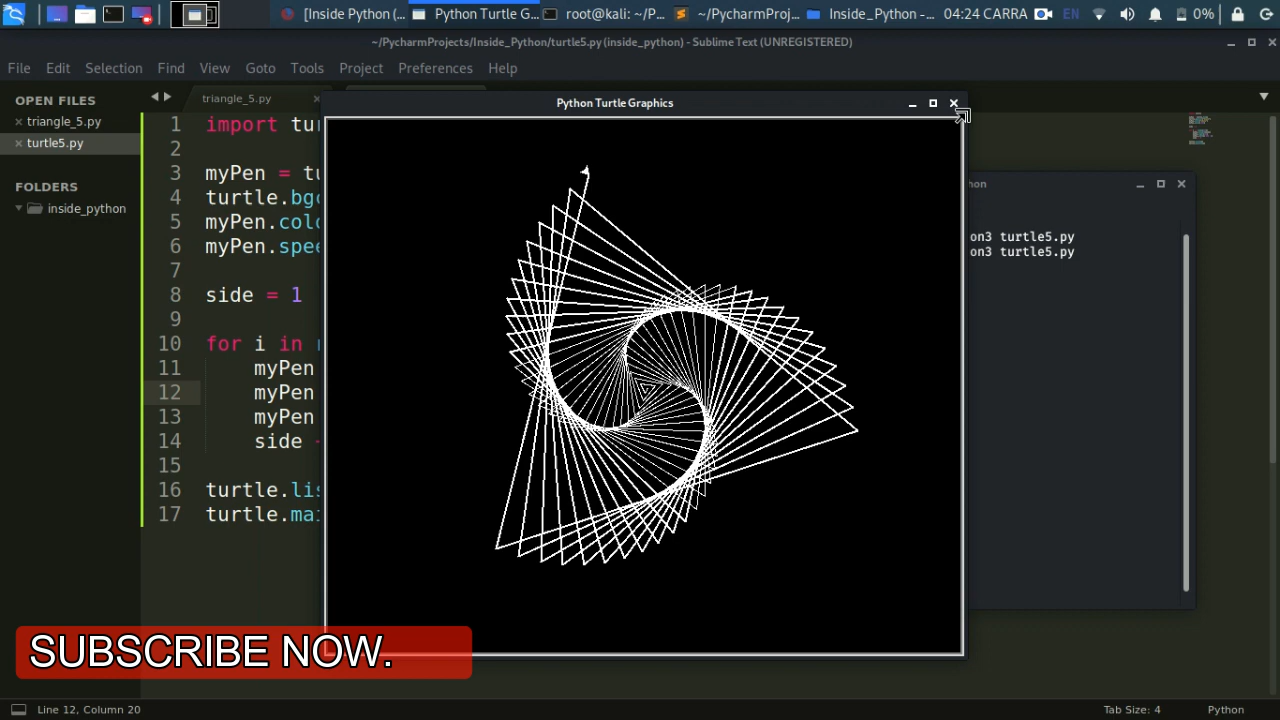 [Inside Python (...
Python Turtle G...
root@kali: ~/P...
~/PycharmProj...
Inside_Python -...
04:24 CARRA
EN
0%
~/PycharmProjects/Inside_Python/turtle5.py (inside_python) - Sublime Text (UNREGISTERED)
File Edit Selection Find View Goto Tools Project Preferences Help
OPEN FILES
triangle_5.py
turtle5.py
FOLDERS
inside_python
triangle_5.py
Python Turtle Graphics
1 import tur
2
3 myPen = tu
4 turtle.bgc
5 myPen.colo
6 myPen.spee
7
8 side = 1
9
10 for i in
11 myPen
12 myPen
13 myPen
14 side
15
16 turtle.lis
17 turtle.mai
hon
on3 turtle5.py
on3 turtle5.py
SUBSCRIBE NOW.
Line 12, Column 20
Tab Size: 4
Python